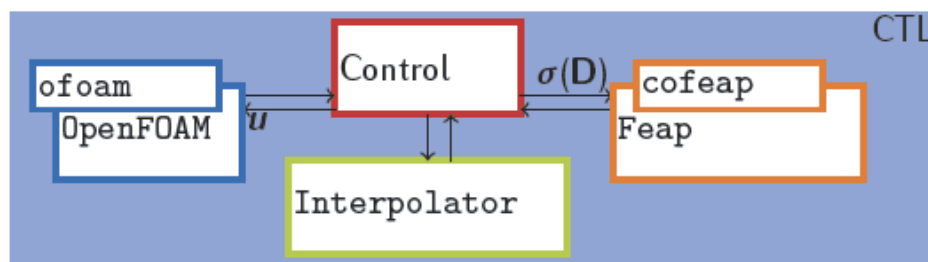 CTL
Control
ofoam
OpenFOAM
u
σ(D)
cofeap
Feap
Interpolator